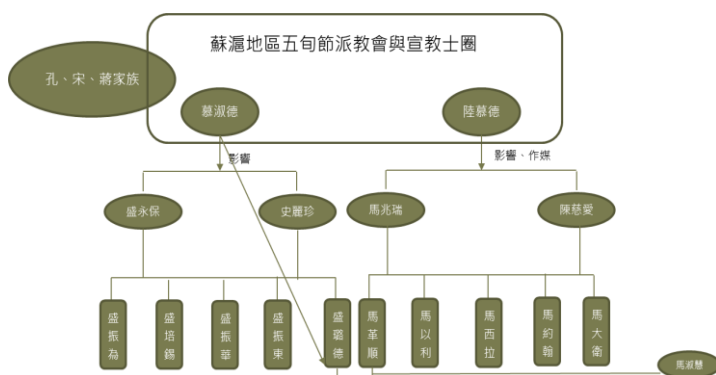 蘇滬地區五旬節派教會與宣教士圈
孔、宋、蔣家族
慕淑德
陸慕德
影響
影響、作媒
盛永保
史麗珍
馬兆瑞
陳慈愛
盛振為
盛培錫
盛振華
盛振東
盛璐德
馬革順
馬以利
馬西拉
馬約翰
馬大衛
馬淑慧